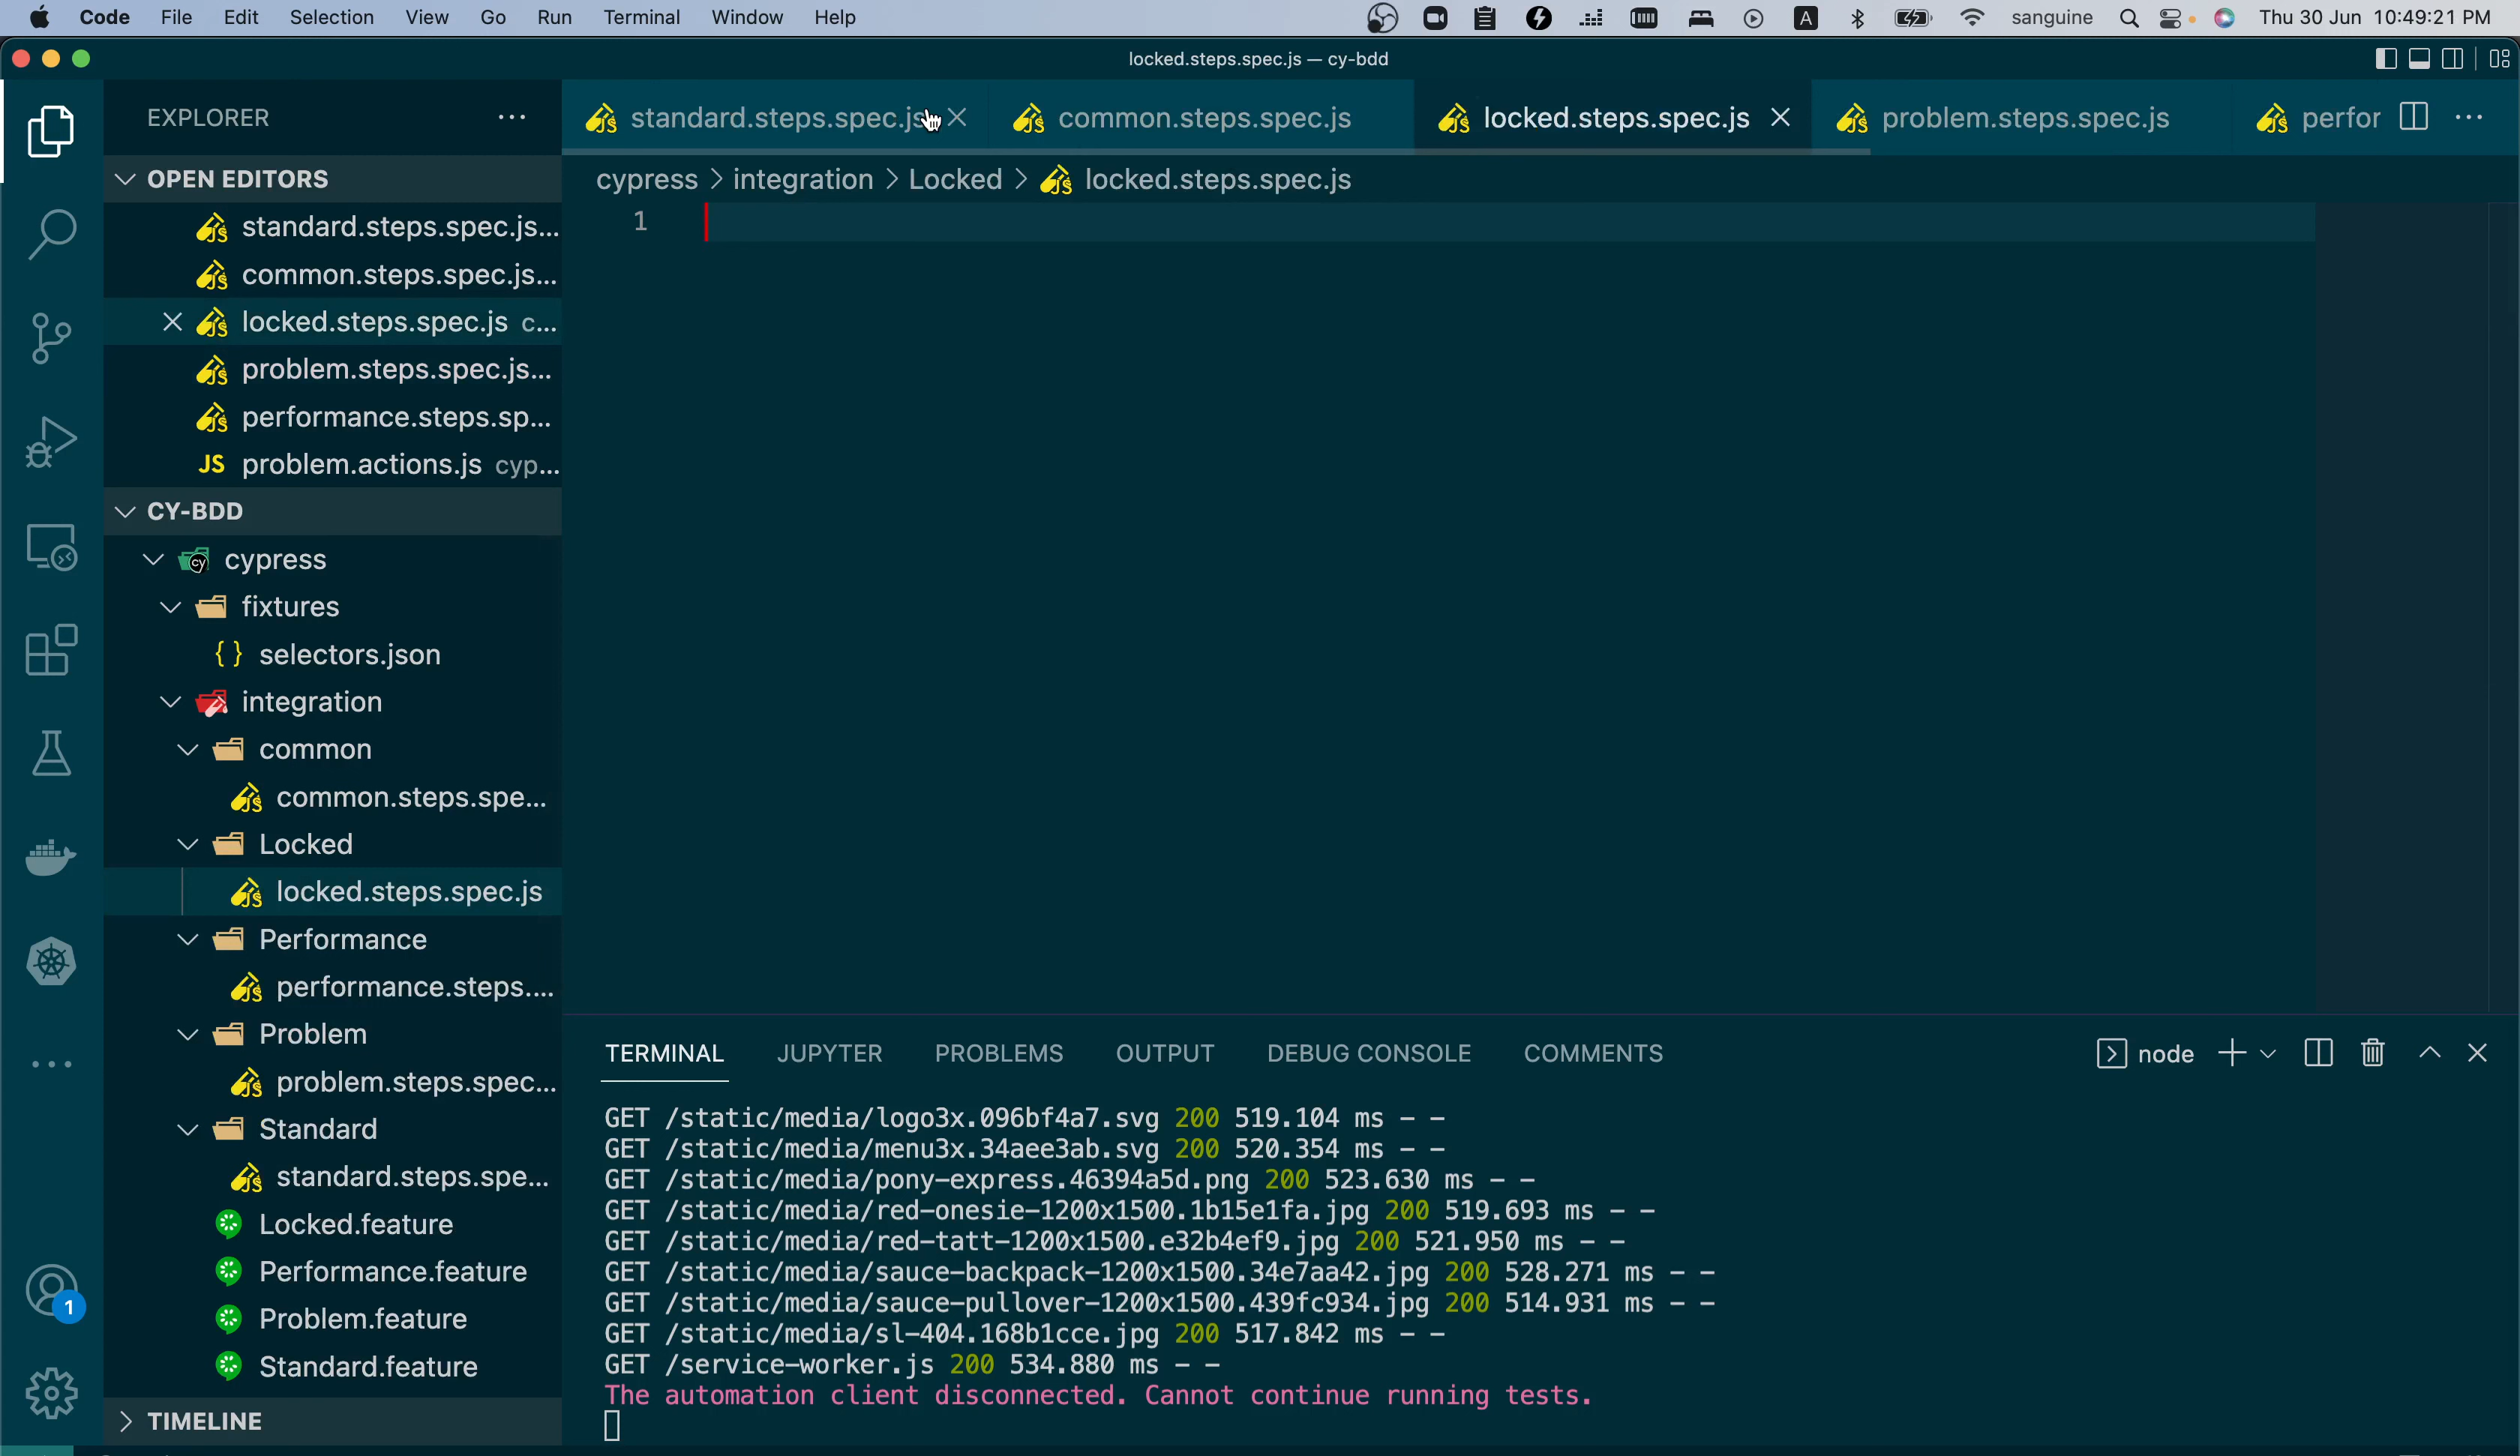 Code File Edit Selection View Go Run Terminal Window Help
A
sanguine
Thu 30 Jun 10:49:21 PM
locked.steps.spec.js — cy-bdd
EXPLORER
OPEN EDITORS
standard.steps.spec.js...
common.steps.spec.js...
locked.steps.spec.js c...
problem.steps.spec.js...
performance.steps.sp...
JS problem.actions.js cyp...
CY-BDD
cypress
fixtures
{ } selectors.json
integration
common
common.steps.spe...
Locked
locked.steps.spec.js
Performance
performance.steps....
Problem
problem.steps.spec...
Standard
standard.steps.spe...
Locked.feature
Performance.feature
Problem.feature
Standard.feature
TIMELINE
1
standard.steps.spec.js
common.steps.spec.js
locked.steps.spec.js
problem.steps.spec.js
perfor
cypress > integration > Locked > locked.steps.spec.js
1
TERMINAL JUPYTER PROBLEMS OUTPUT DEBUG CONSOLE COMMENTS
node
GET /static/media/logo3x.096bf4a7.svg 200 519.104 ms - -
GET /static/media/menu3x.34aee3ab.svg 200 520.354 ms - -
GET /static/media/pony-express.46394a5d.png 200 523.630 ms - -
GET /static/media/red-onesie-1200x1500.1b15e1fa.jpg 200 519.693 ms - -
GET /static/media/red-tatt-1200x1500.e32b4ef9.jpg 200 521.950 ms - -
GET /static/media/sauce-backpack-1200x1500.34e7aa42.jpg 200 528.271 ms - -
GET /static/media/sauce-pullover-1200x1500.439fc934.jpg 200 514.931 ms - -
GET /static/media/sl-404.168b1cce.jpg 200 517.842 ms - -
GET /service-worker.js 200 534.880 ms - -
The automation client disconnected. Cannot continue running tests.